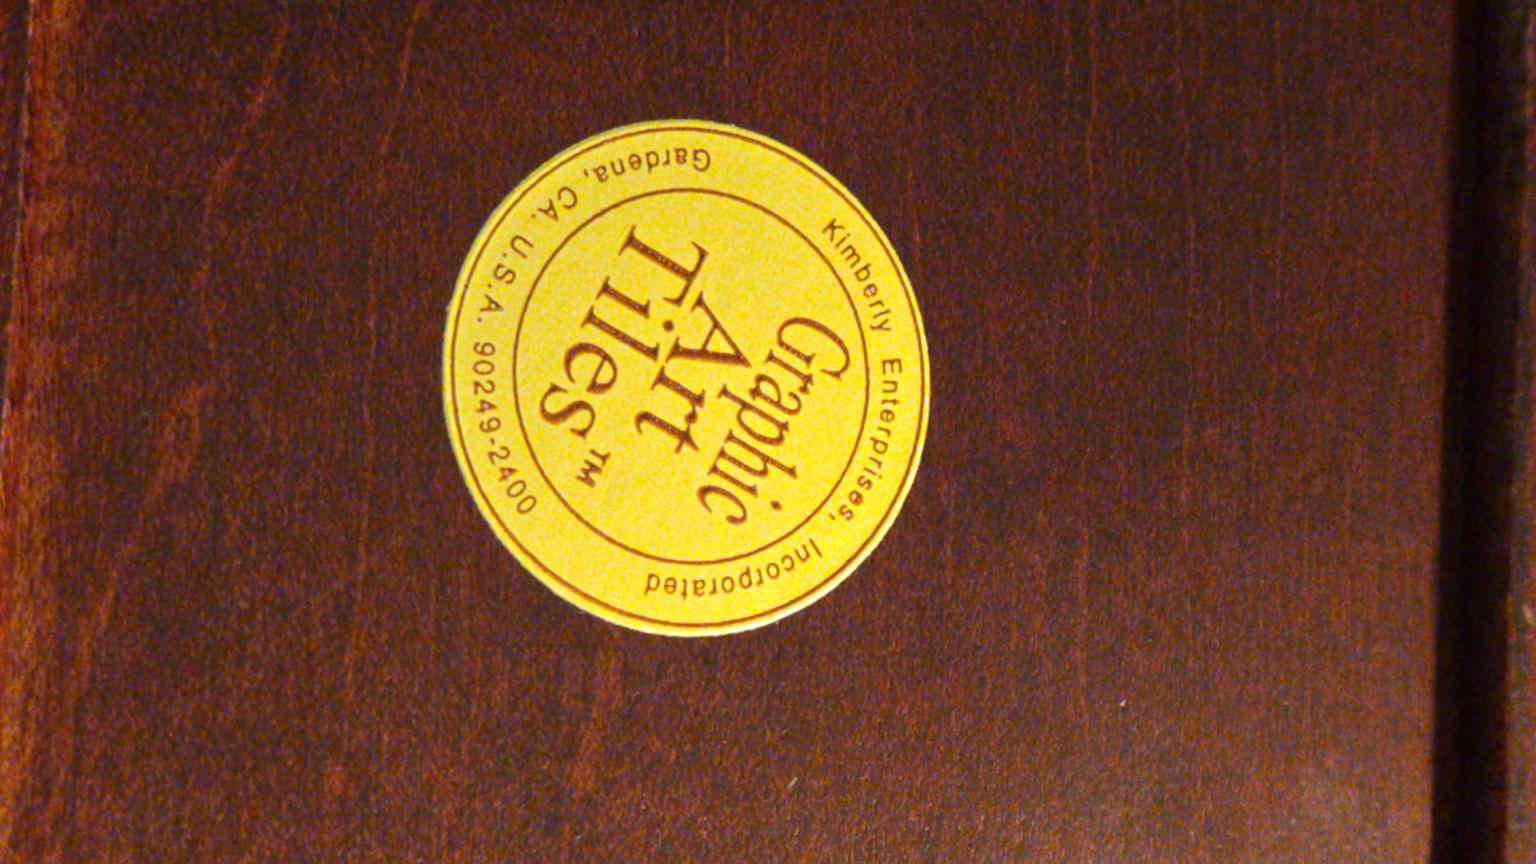 Kimberly Enterprises, Incorporated
Graphic
Art
Tiles™
Gardena, CA. U.S.A. 90249-2400